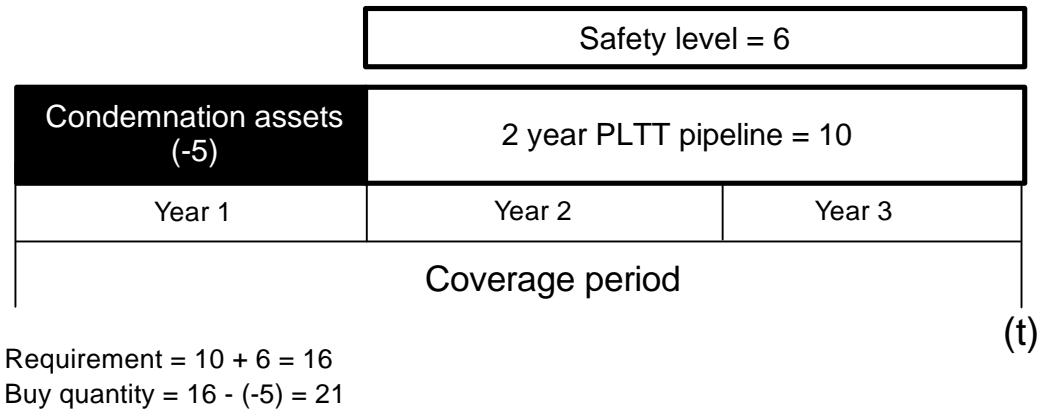 Safety level = 6
Condemnation assets
(-5)
2 year PLTT pipeline = 10
Year 1
Year 2
Year 3
Coverage period
(t)
Requirement = 10 + 6 = 16
Buy quantity = 16 - (-5) = 21